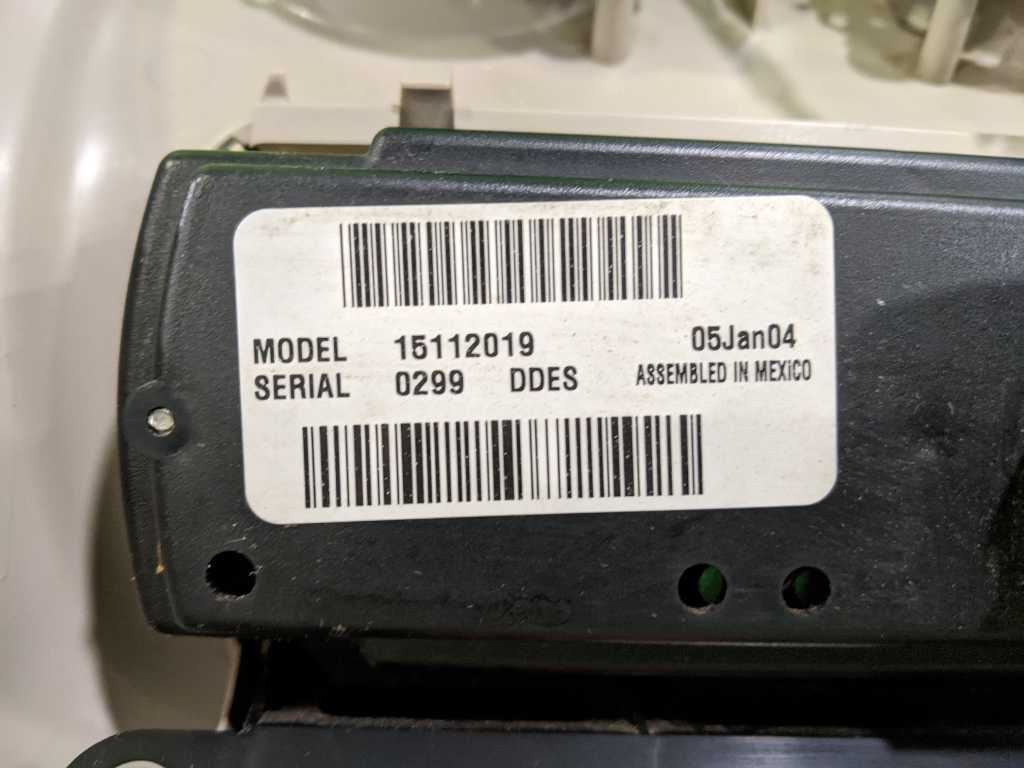 MODEL 15112019 05Jan04
SERIAL 0299 DDES ASSEMBLED IN MEXICO